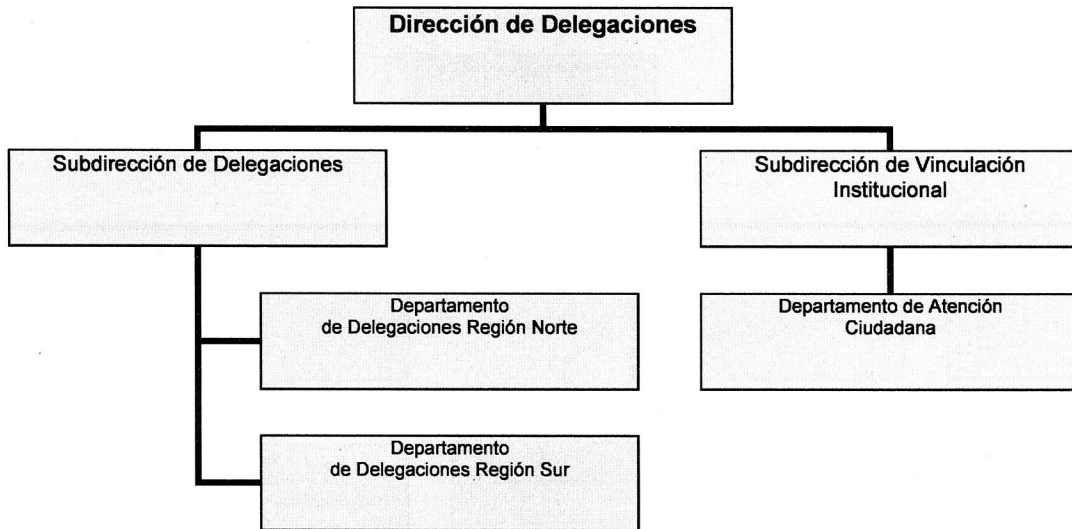 Dirección de Delegaciones
Subdirección de Delegaciones
Subdirección de Vinculación
Institucional
Departamento
de Delegaciones Región Norte
Departamento de Atención
Ciudadana
Departamento
de Delegaciones Región Sur